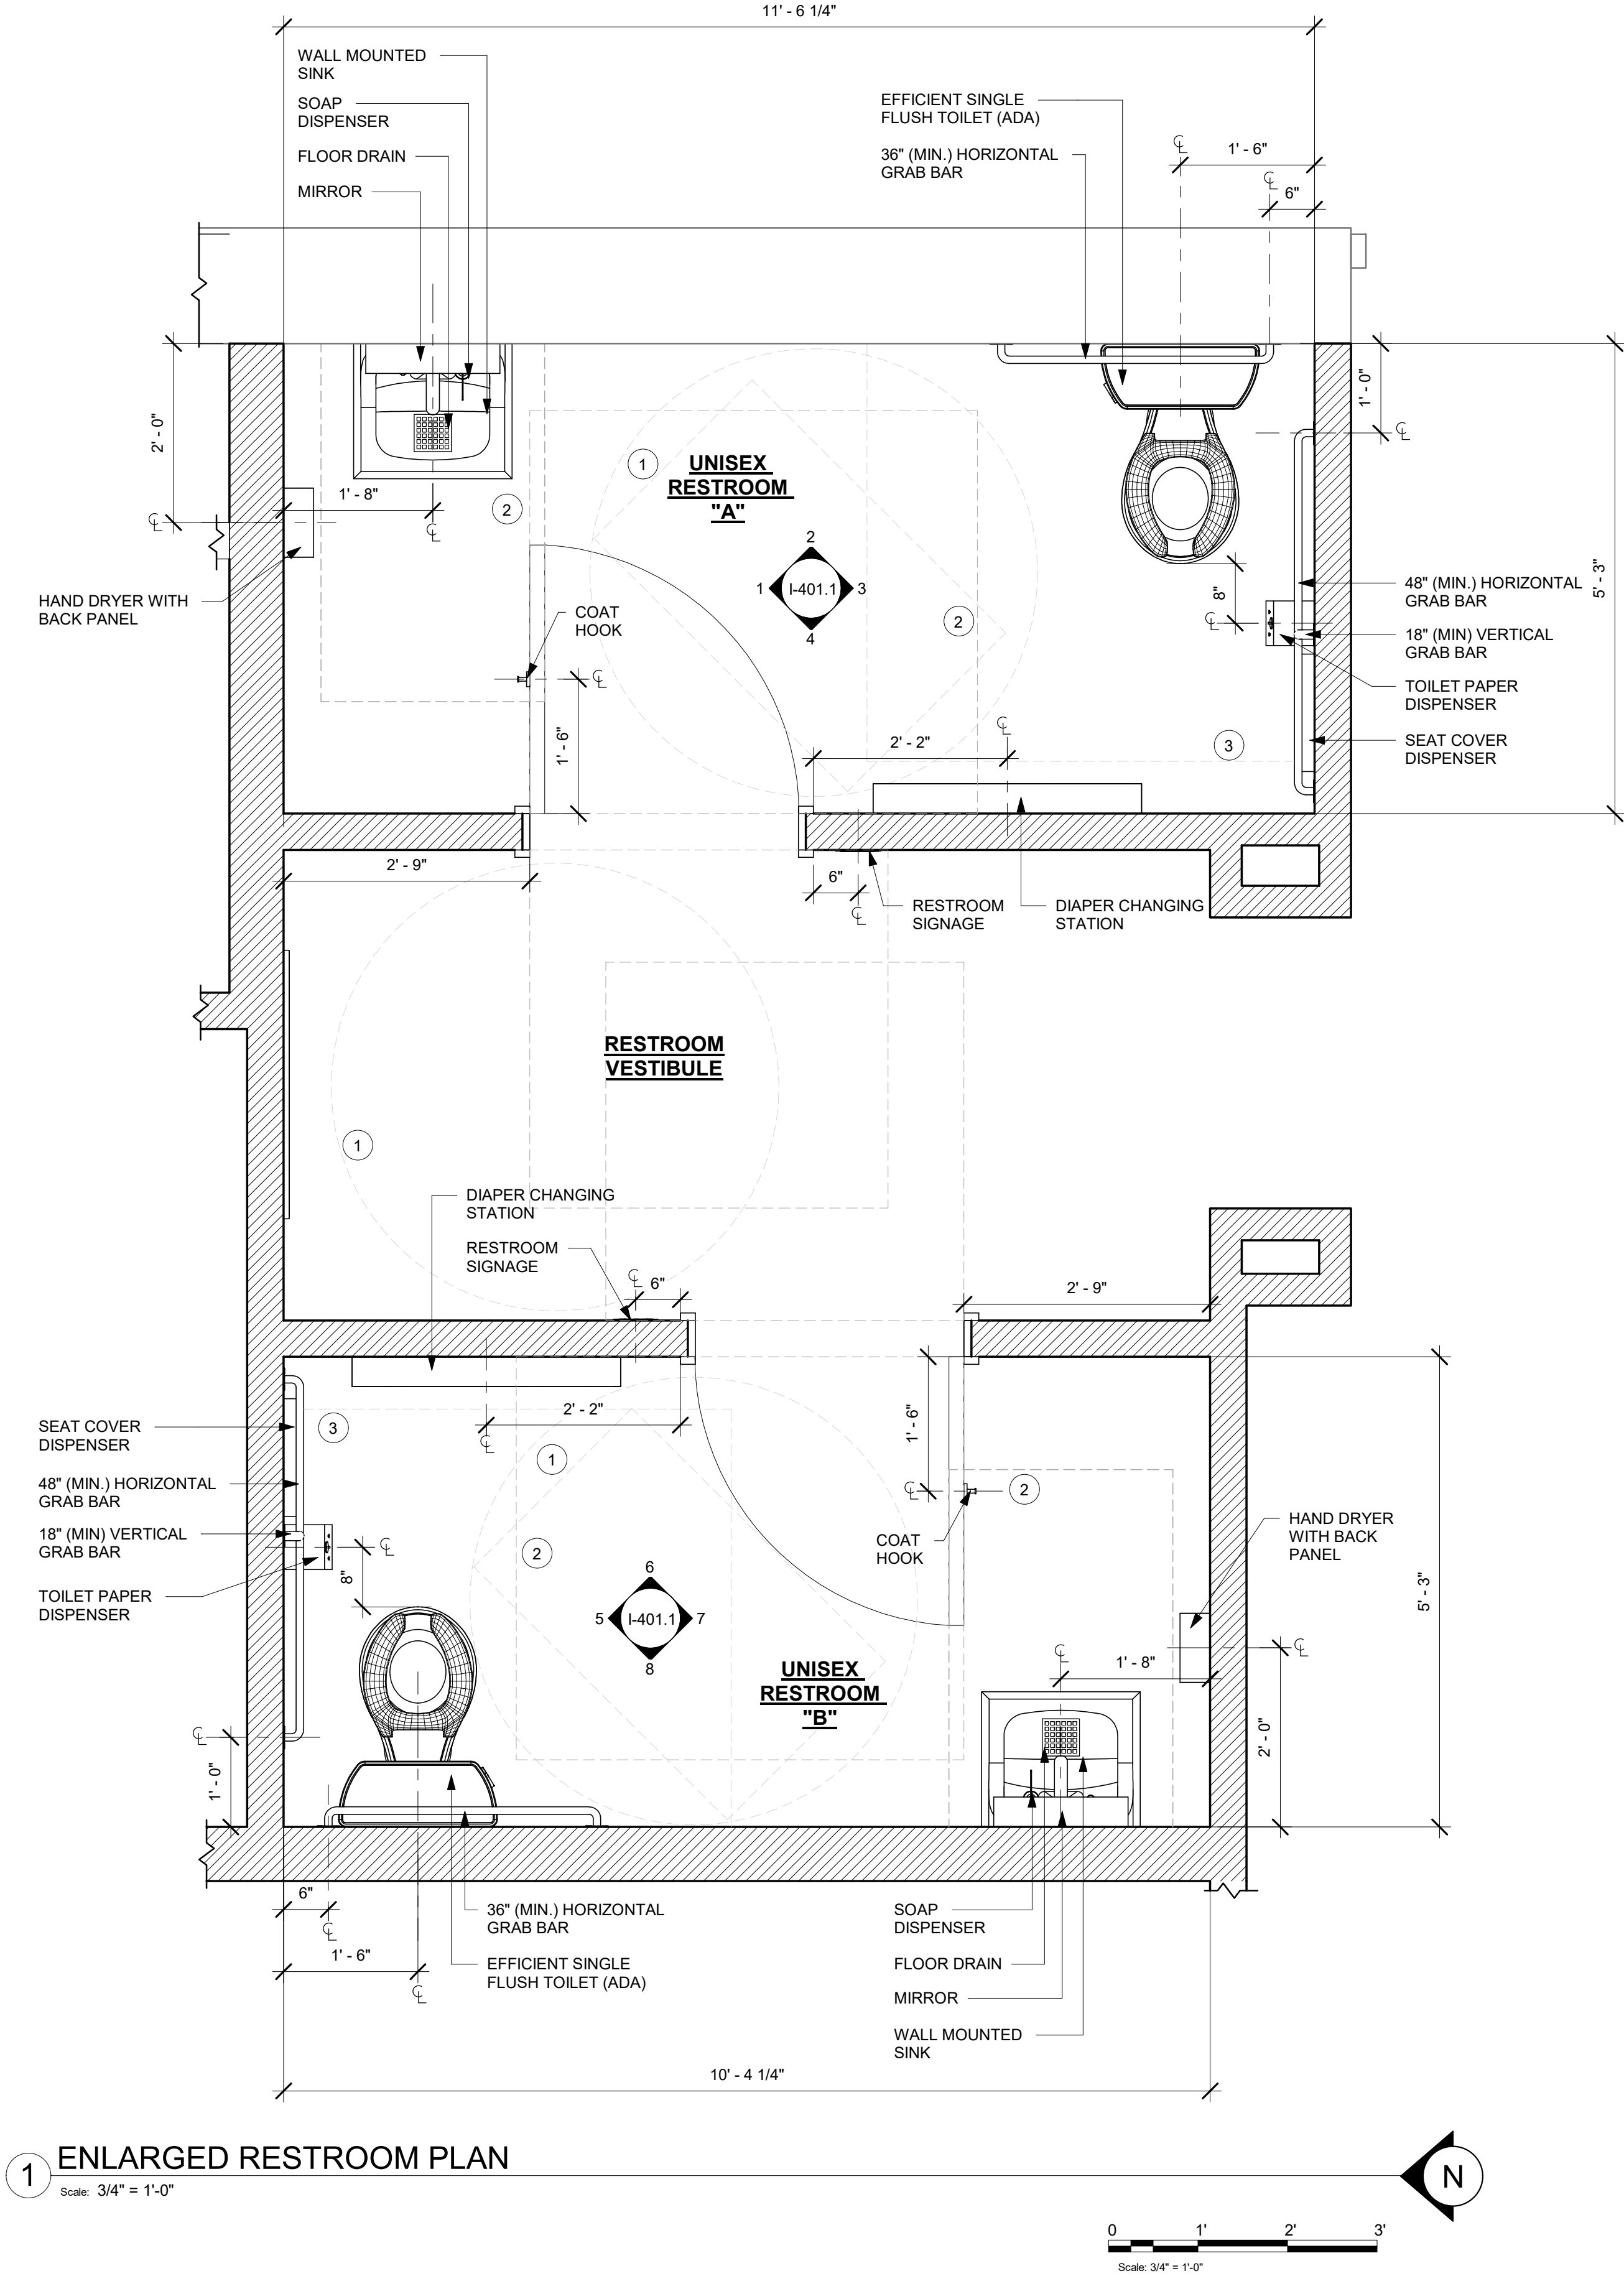 11' - 6 1/4"
WALL MOUNTED
SINK
SOAP
DISPENSER
FLOOR DRAIN
MIRROR
EFFICIENT SINGLE
FLUSH TOILET (ADA)
36" (MIN.) HORIZONTAL
GRAB BAR
℄
1' - 6"
℄
6"
2' - 0"
℄
1' - 8"
℄
HAND DRYER WITH
BACK PANEL
1
2
UNISEX
RESTROOM
"A"
2
1 I-401.1 3
4
2
COAT
HOOK
℄
1' - 6"
1' - 0"
℄
5' - 3"
8"
℄
48" (MIN.) HORIZONTAL
GRAB BAR
18" (MIN) VERTICAL
GRAB BAR
TOILET PAPER
DISPENSER
SEAT COVER
DISPENSER
℄
2' - 2"
3
2' - 9"
6"
℄
RESTROOM
SIGNAGE
DIAPER CHANGING
STATION
RESTROOM
VESTIBULE
1
DIAPER CHANGING
STATION
RESTROOM
SIGNAGE
℄
6"
2' - 9"
SEAT COVER
DISPENSER
48" (MIN.) HORIZONTAL
GRAB BAR
18" (MIN) VERTICAL
GRAB BAR
TOILET PAPER
DISPENSER
3
2' - 2"
℄
1
2
℄
8"
1' - 6"
℄
COAT
HOOK
2
HAND DRYER
WITH BACK
PANEL
5' - 3"
6
5 I-401.1 7
8
UNISEX
RESTROOM
"B"
℄
1' - 8"
℄
2' - 0"
℄
1' - 0"
6"
℄
1' - 6"
℄
36" (MIN.) HORIZONTAL
GRAB BAR
EFFICIENT SINGLE
FLUSH TOILET (ADA)
SOAP
DISPENSER
FLOOR DRAIN
MIRROR
WALL MOUNTED
SINK
10' - 4 1/4"
1 ENLARGED RESTROOM PLAN
Scale: 3/4" = 1'-0"
N
0 1' 2' 3'
Scale: 3/4" = 1'-0"